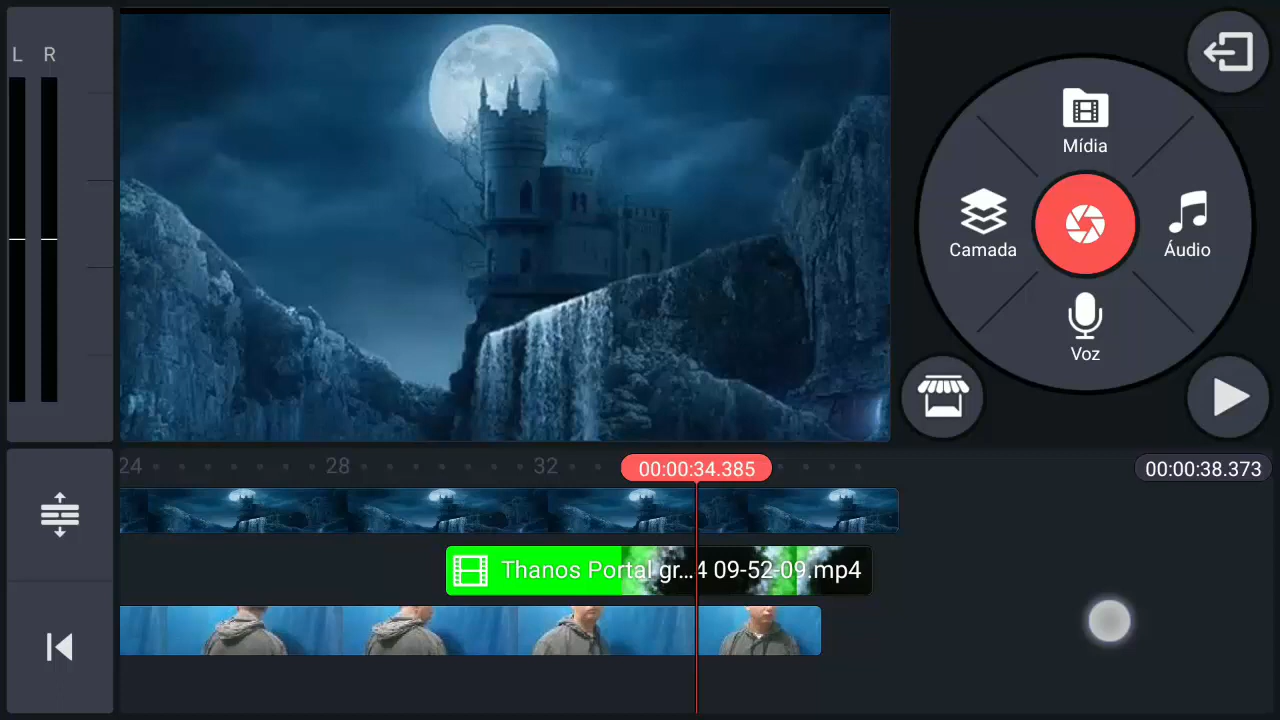 L R
Mídia
Camada
Áudio
Voz
24 28 32 00:00:34.385 00:00:38.373
Thanos Portal gr...4 09-52-09.mp4